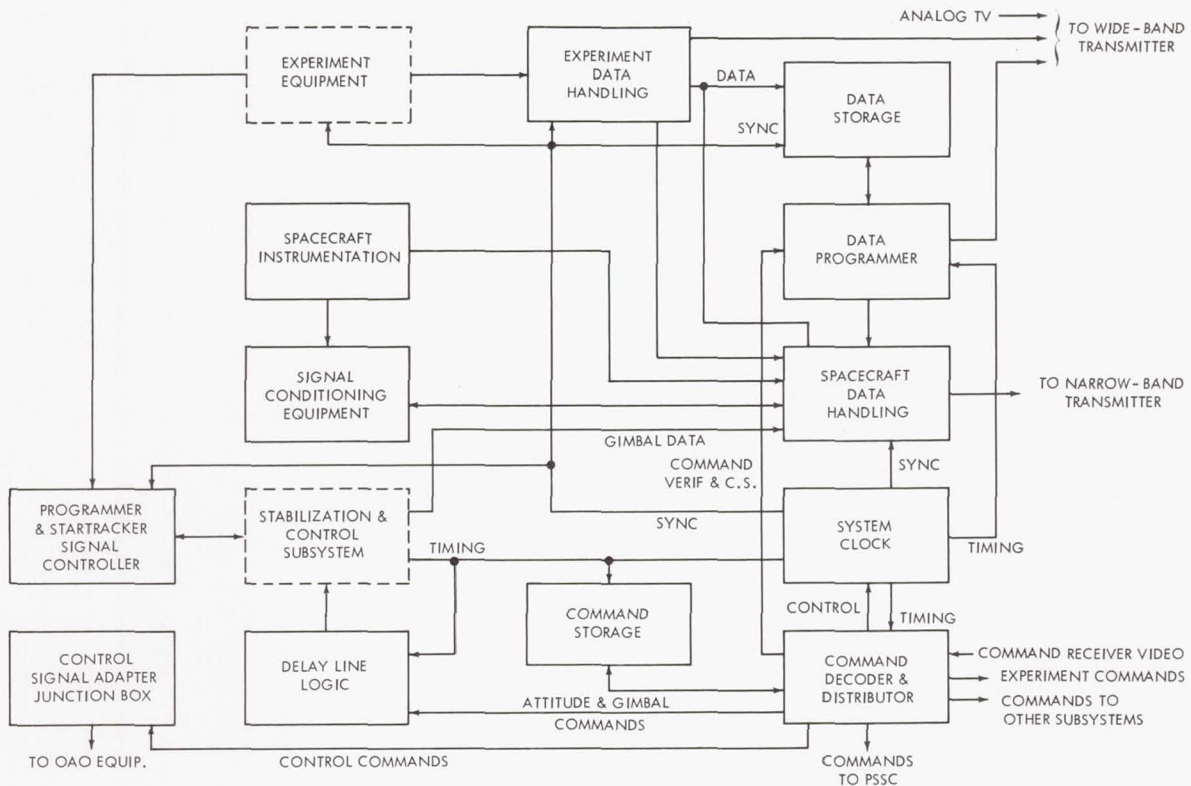 ANALOG TV
TO WIDE-BAND
TRANSMITTER
EXPERIMENT
EQUIPMENT
EXPERIMENT
DATA
HANDLING
DATA
DATA
STORAGE
SYNC
SPACECRAFT
INSTRUMENTATION
DATA
PROGRAMMER
SIGNAL
CONDITIONING
EQUIPMENT
SPACECRAFT
DATA
HANDLING
TO NARROW-BAND
TRANSMITTER
GIMBAL DATA
COMMAND
VERIF & C.S.
SYNC
PROGRAMMER
& STARTRACKER
SIGNAL
CONTROLLER
STABILIZATION &
CONTROL
SUBSYSTEM
SYNC
TIMING
SYSTEM
CLOCK
TIMING
COMMAND
STORAGE
CONTROL
TIMING
CONTROL
SIGNAL ADAPTER
JUNCTION BOX
DELAY LINE
LOGIC
COMMAND
DECODER &
DISTRIBUTOR
COMMAND RECEIVER VIDEO
EXPERIMENT COMMANDS
COMMANDS TO
OTHER SUBSYSTEMS
ATTITUDE & GIMBAL
COMMANDS
TO OAO EQUIP.
CONTROL COMMANDS
COMMANDS
TO PSSC